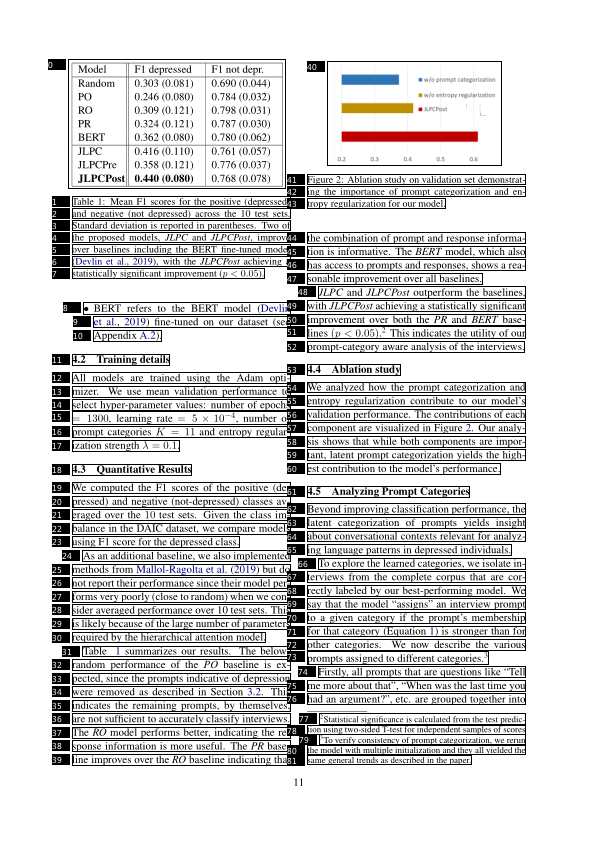 0
Model F1 depressed F1 not depr.
Random 0.303 (0.081) 0.690 (0.044)
PO 0.246 (0.080) 0.784 (0.032)
RO 0.309 (0.121) 0.798 (0.031)
PR 0.324 (0.121) 0.787 (0.030)
BERT 0.362 (0.080) 0.780 (0.062)
JLPC 0.416 (0.110) 0.761 (0.057)
JLPCPre 0.358 (0.121) 0.776 (0.037)
JLPCPost 0.440 (0.080) 0.768 (0.078)
1 Table 1: Mean F1 scores for the positive (depressed
2 and negative (not depressed) across the 10 test sets.
3 Standard deviation is reported in parentheses. Two of
4 the proposed models, JLPC and JLPCPost, improv
5 over baselines including the BERT fine-tuned mode
6 (Devlin et al., 2019), with the JLPCPost achieving
7 statistically significant improvement (p < 0.05).
8 • BERT refers to the BERT model (Devli
9 et al., 2019) fine-tuned on our dataset (se
10 Appendix A.2).
11 4.2 Training details
12 All models are trained using the Adam opti-
13 mizer. We use mean validation performance t
14 select hyper-parameter values: number of epoch
15 = 1300, learning rate = 5 × 10⁻⁴, number o
16 prompt categories K = 11 and entropy regular
17 ization strength λ = 0.1.
18 4.3 Quantitative Results
19 We computed the F1 scores of the positive (de
20 pressed) and negative (not-depressed) classes av
21 eraged over the 10 test sets. Given the class im
22 balance in the DAIC dataset, we compare model
23 using F1 score for the depressed class.
24 As an additional baseline, we also implemented
25 methods from Mallol-Ragolta et al. (2019) but d
26 not report their performance since their model per
27 forms very poorly (close to random) when we con
28 sider averaged performance over 10 test sets. Thi
29 is likely because of the large number of parameters
30 required by the hierarchical attention model.
31 Table 1 summarizes our results. The below
32 random performance of the PO baseline is ex-
33 pected, since the prompts indicative of depression
34 were removed as described in Section 3.2. Thi
35 indicates the remaining prompts, by themselves,
36 are not sufficient to accurately classify interviews.
37 The RO model performs better, indicating the re
38 sponse information is more useful. The PR base
39 line improves over the RO baseline indicating tha
40
w/o prompt categorization
w/o entropy regularization
JLPCPost
0.2 0.3 0.4 0.5 0.6 0.7
41 Figure 2: Ablation study on validation set demonstrat-
42 ing the importance of prompt categorization and en-
43 tropy regularization for our model.
44 the combination of prompt and response informa-
45 tion is informative. The BERT model, which also
46 has access to prompts and responses, shows a rea-
47 sonable improvement over all baselines.
48 JLPC and JLPCPost outperform the baselines,
49 with JLPCPost achieving a statistically significant
50 improvement over both the PR and BERT base-
51 lines (p < 0.05).² This indicates the utility of our
52 prompt-category aware analysis of the interviews.
53 4.4 Ablation study
54 We analyzed how the prompt categorization and
55 entropy regularization contribute to our model's
56 validation performance. The contributions of each
57 component are visualized in Figure 2. Our analy-
58 sis shows that while both components are impor-
59 tant, latent prompt categorization yields the high-
60 est contribution to the model's performance.
61 4.5 Analyzing Prompt Categories
62 Beyond improving classification performance, the
63 latent categorization of prompts yields insight
64 about conversational contexts relevant for analyz-
65 ing language patterns in depressed individuals.
66 To explore the learned categories, we isolate in-
67 terviews from the complete corpus that are cor-
68 rectly labeled by our best-performing model. We
69 say that the model "assigns" an interview prompt
70 to a given category if the prompt's membership
71 for that category (Equation 1) is stronger than for
72 other categories. We now describe the various
73 prompts assigned to different categories.³
74 Firstly, all prompts that are questions like "Tell
75 me more about that", "When was the last time you
76 had an argument?", etc. are grouped together into
77 ²Statistical significance is calculated from the test predic-
78 tion using two-sided T-test for independent samples of scores
79 ³To verify consistency of prompt categorization, we rerun
80 the model with multiple initialization and they all yielded the
81 same general trends as described in the paper.
11